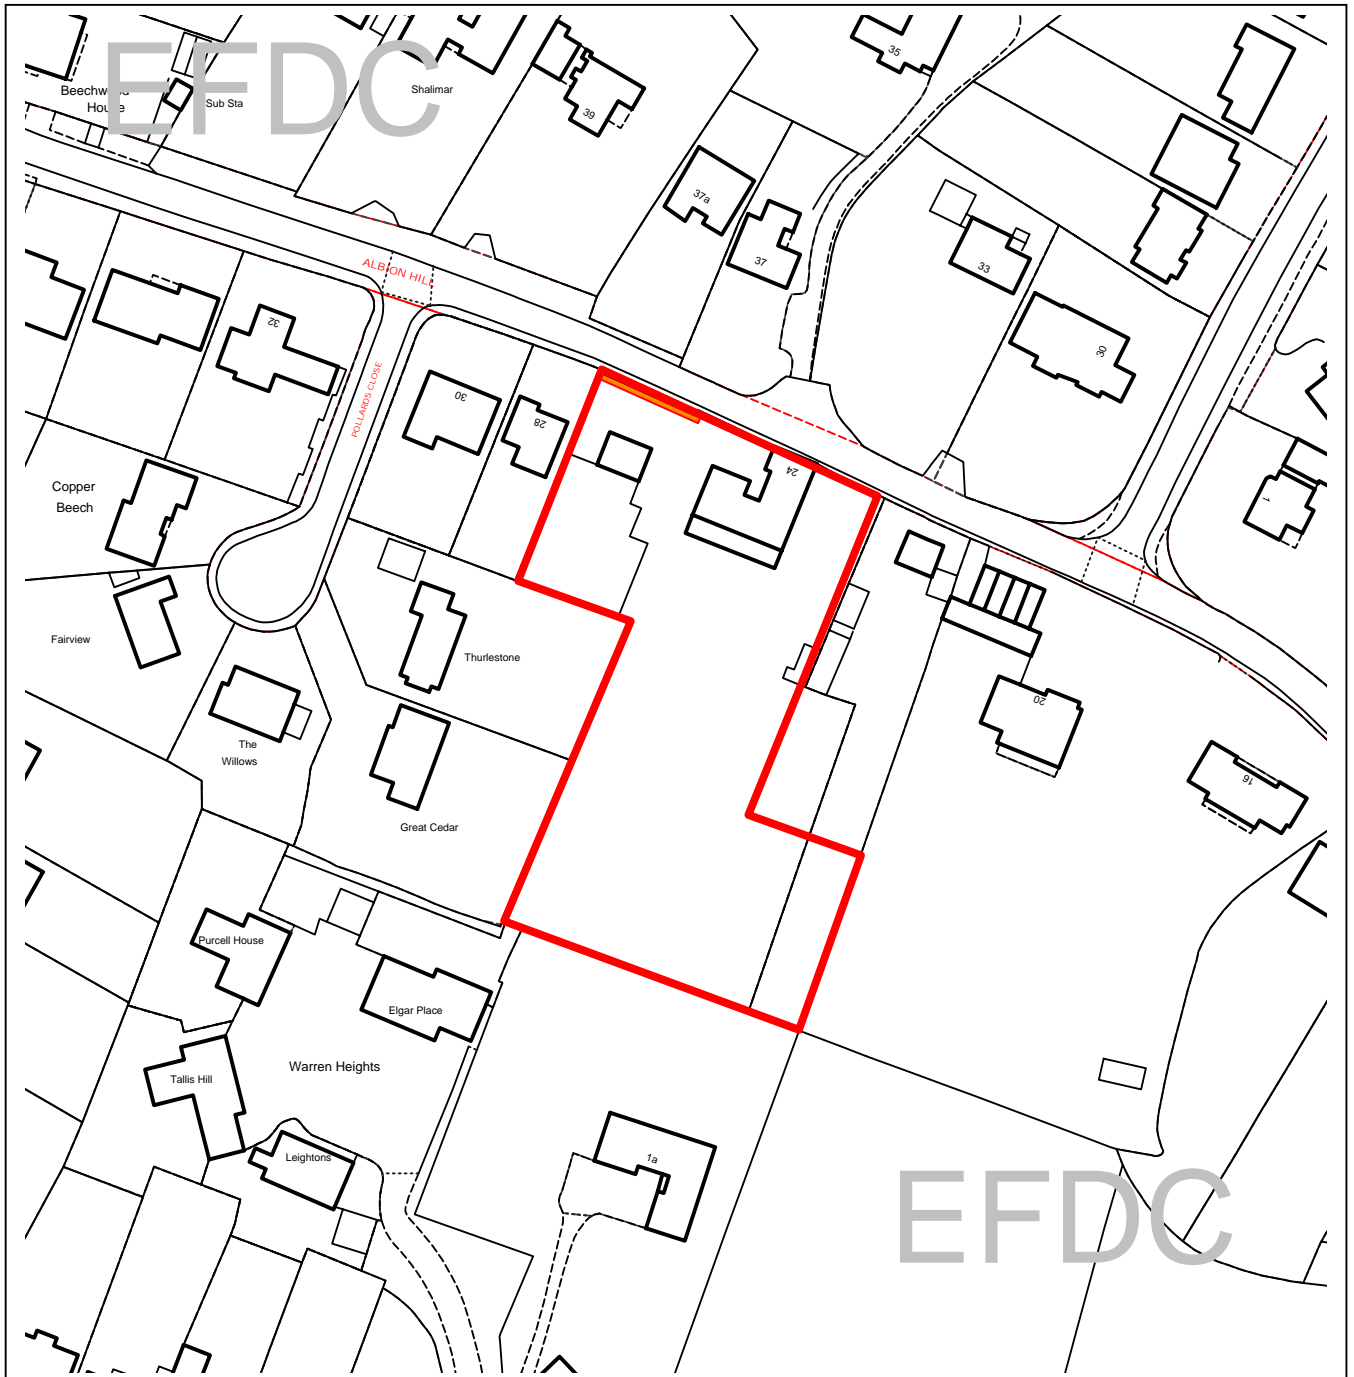 EFDC
Beechwood
House
Sub Sta
Shalimar
39
35
37a
37
33
30
ALBION HILL
POLLARDS CLOSE
32
30
28
24
1
Copper
Beech
Fairview
Thurlestone
The
Willows
Great Cedar
20
16
Purcell House
Elgar Place
Warren Heights
Tallis Hill
Leightons
1a
EFDC